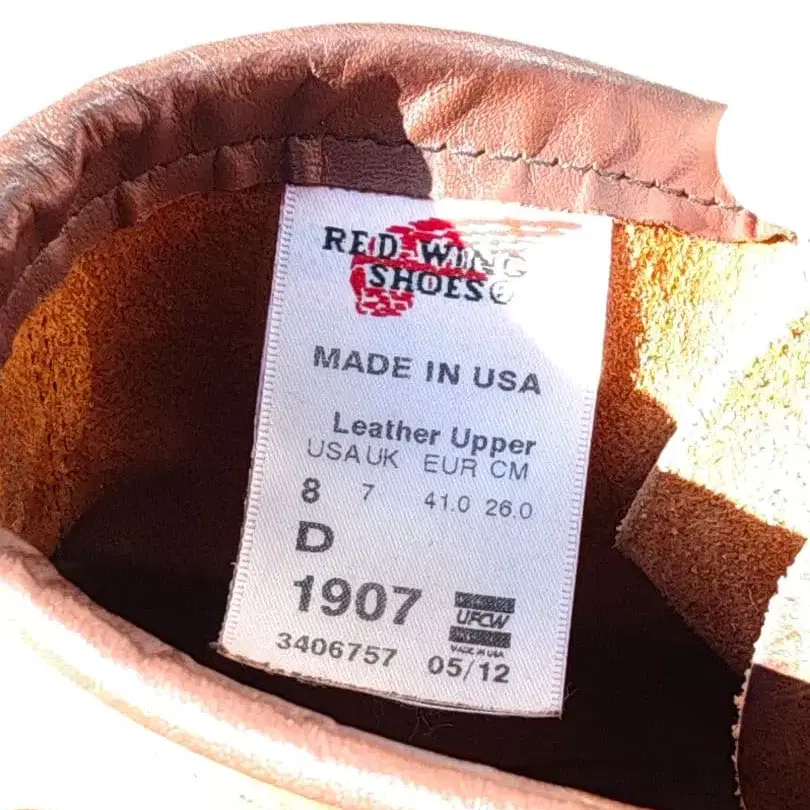 RED WING
SHOES®
MADE IN USA
Leather Upper
USA UK EUR CM
8 7 41.0 26.0
D
1907
UFCW
MADE IN USA
3406757 05/12